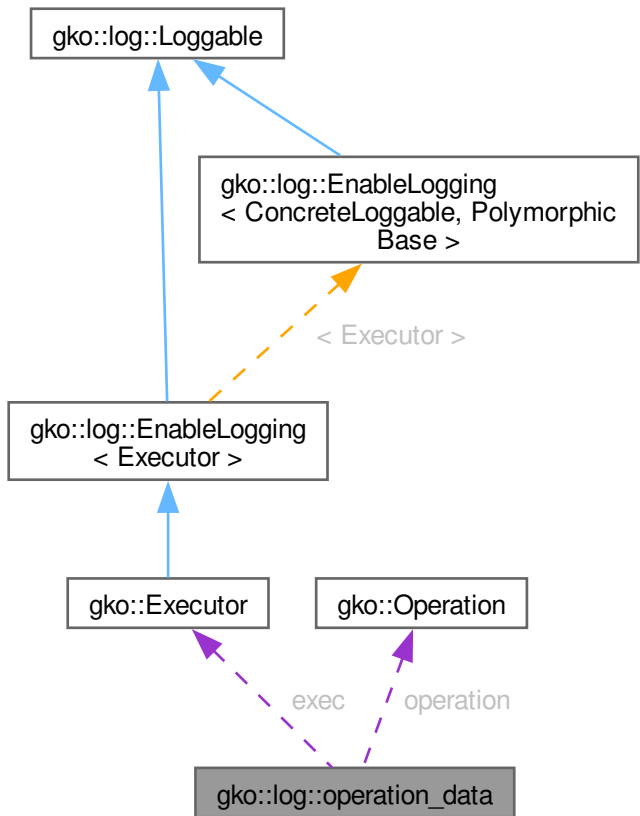 gko::log::Loggable
gko::log::EnableLogging
< ConcreteLoggable, Polymorphic
Base >
< Executor >
gko::log::EnableLogging
< Executor >
gko::Executor
gko::Operation
exec
operation
gko::log::operation_data